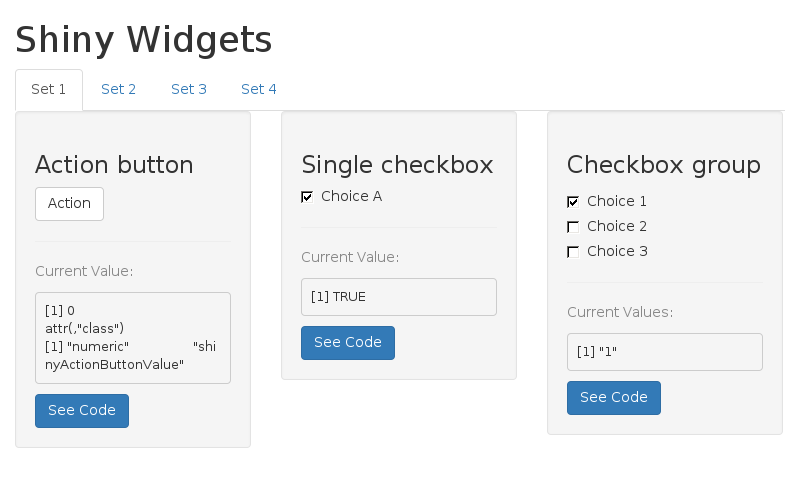 Shiny Widgets
Set 1 Set 2 Set 3 Set 4
Action button
Action
Current Value:
[1] 0
attr(,"class")
[1] "numeric"                "shi
nyActionButtonValue"
See Code
Single checkbox
Choice A
Current Value:
[1] TRUE
See Code
Checkbox group
Choice 1
Choice 2
Choice 3
Current Values:
[1] "1"
See Code